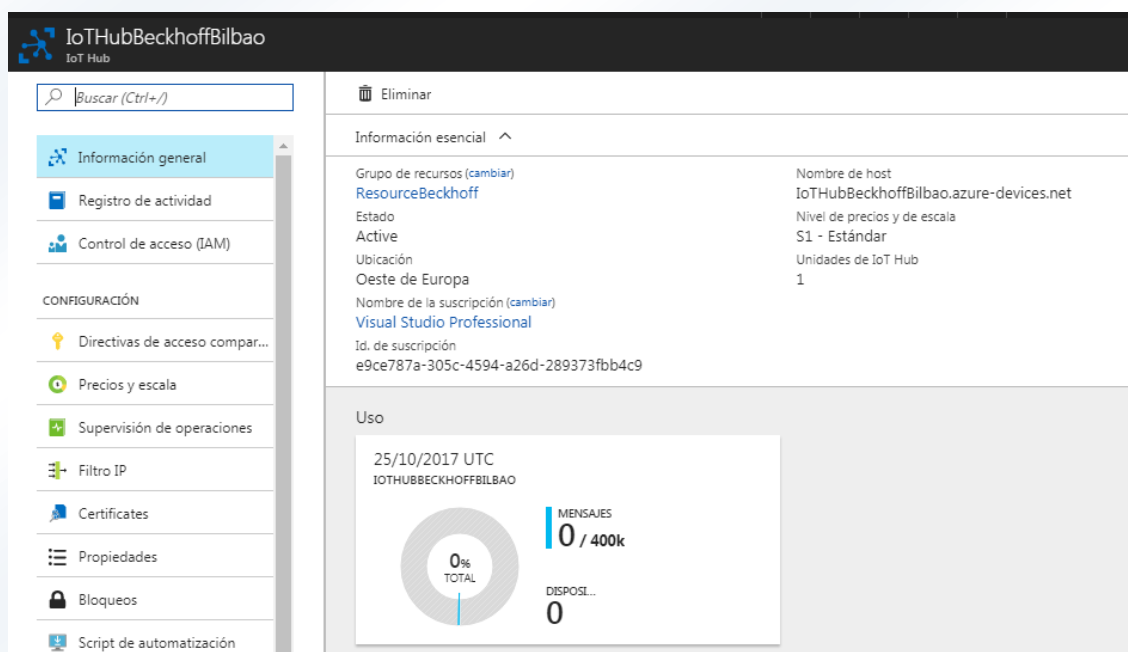 IoTHubBeckhoffBilbao
IoT Hub
Buscar (Ctrl+/)
Información general
Registro de actividad
Control de acceso (IAM)
CONFIGURACIÓN
Directivas de acceso compar...
Precios y escala
Supervisión de operaciones
Filtro IP
Certificates
Propiedades
Bloqueos
Script de automatización
Eliminar
Información esencial
Grupo de recursos (cambiar)
ResourceBeckhoff
Estado
Active
Ubicación
Oeste de Europa
Nombre de la suscripción (cambiar)
Visual Studio Professional
Id. de suscripción
e9ce787a-305c-4594-a26d-289373fbb4c9
Nombre de host
IoTHubBeckhoffBilbao.azure-devices.net
Nivel de precios y de escala
S1 - Estándar
Unidades de IoT Hub
1
Uso
25/10/2017 UTC
IOTHUBBECKHOFFBILBAO
0%
TOTAL
MENSAJES
0 / 400k
DISPOSI...
0